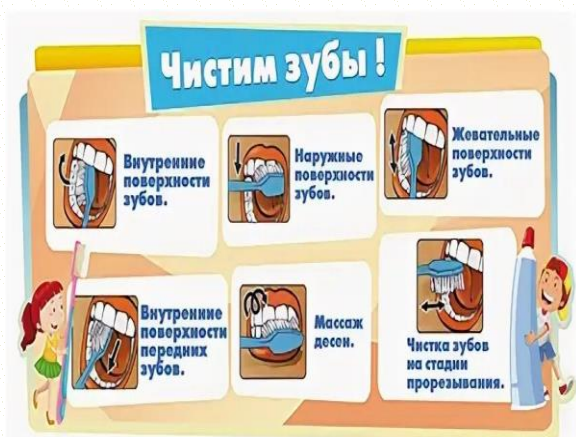 Чистим зубы!
Внутренние
поверхности
зубов.
Наружные
поверхности
зубов.
Жевательные
поверхности
зубов.
Внутренние
поверхности
передних
зубов.
Массаж
десен.
Чистка зубов
на стадии
прорезывания.